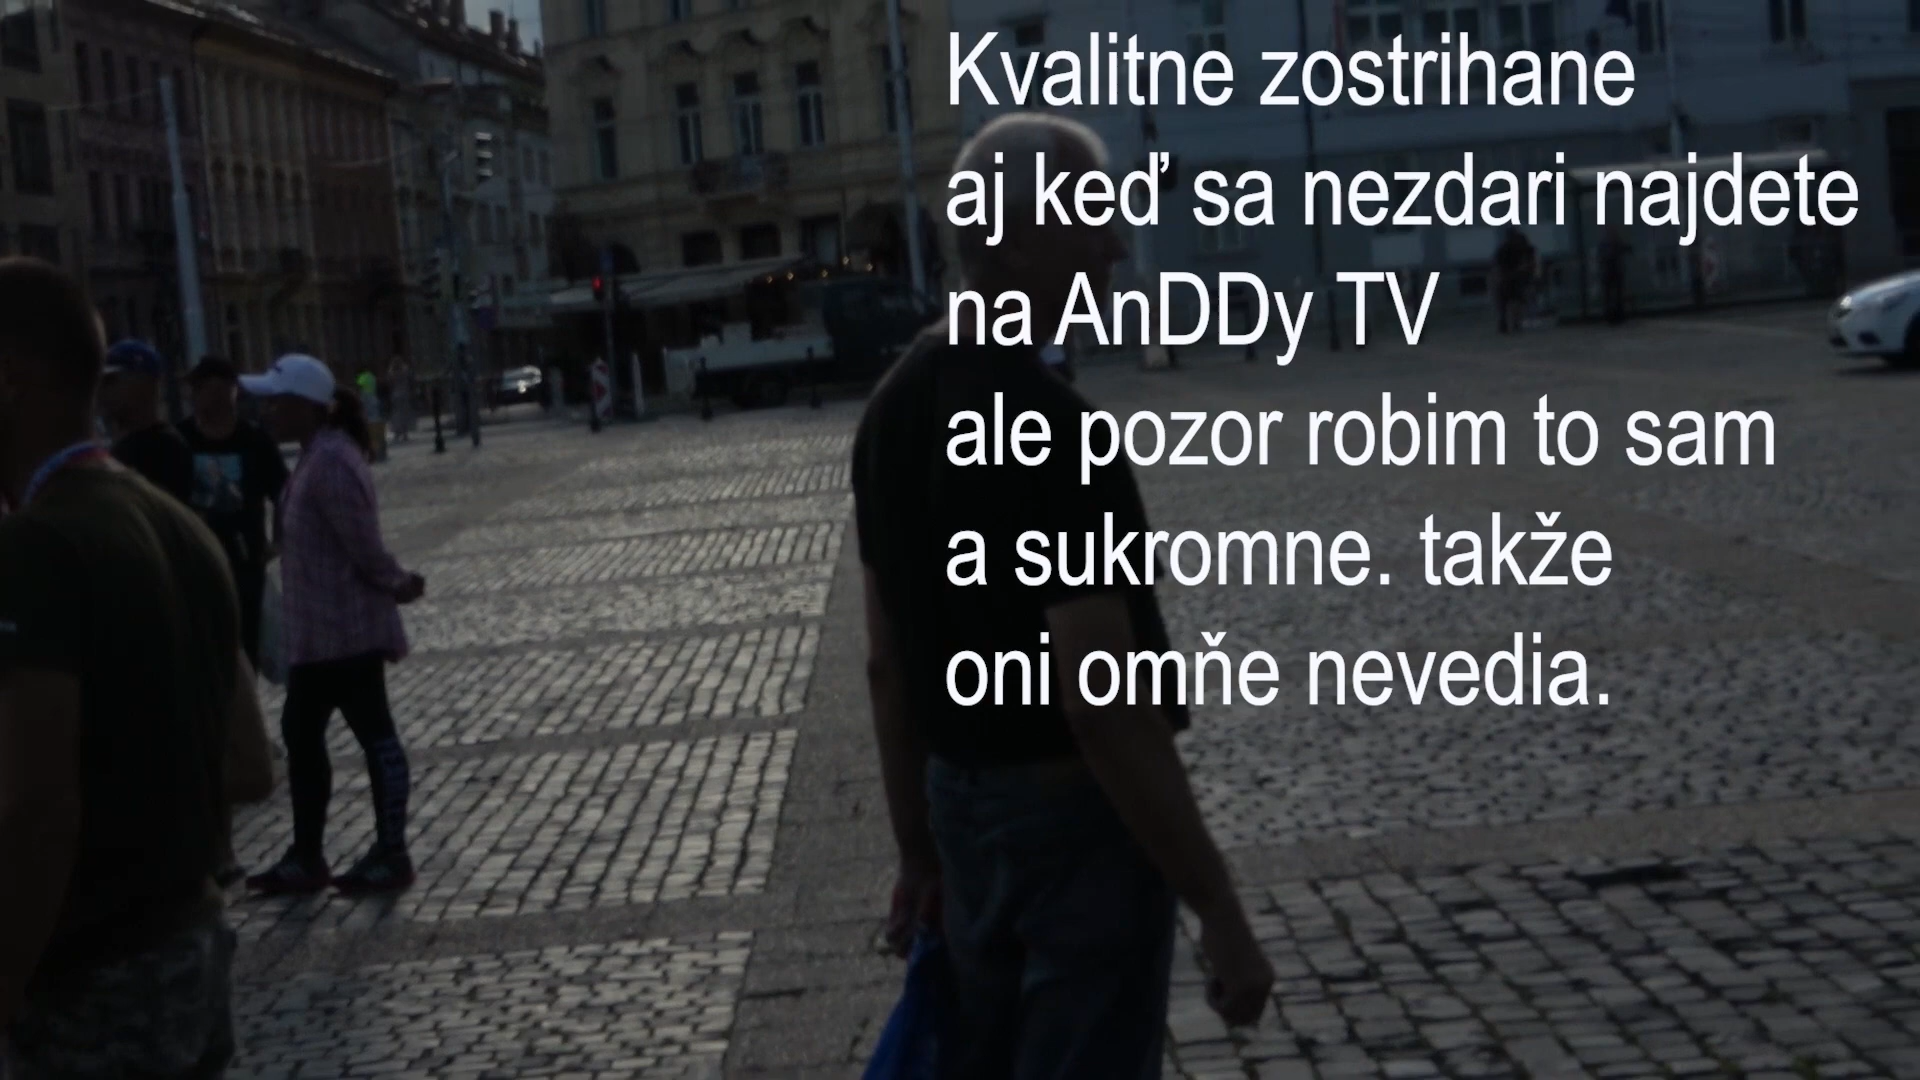 Kvalitne zostrihane
aj keď sa nezdari najdete
na AnDDy TV
ale pozor robim to sam
a sukromne. takže
oni omňe nevedia.